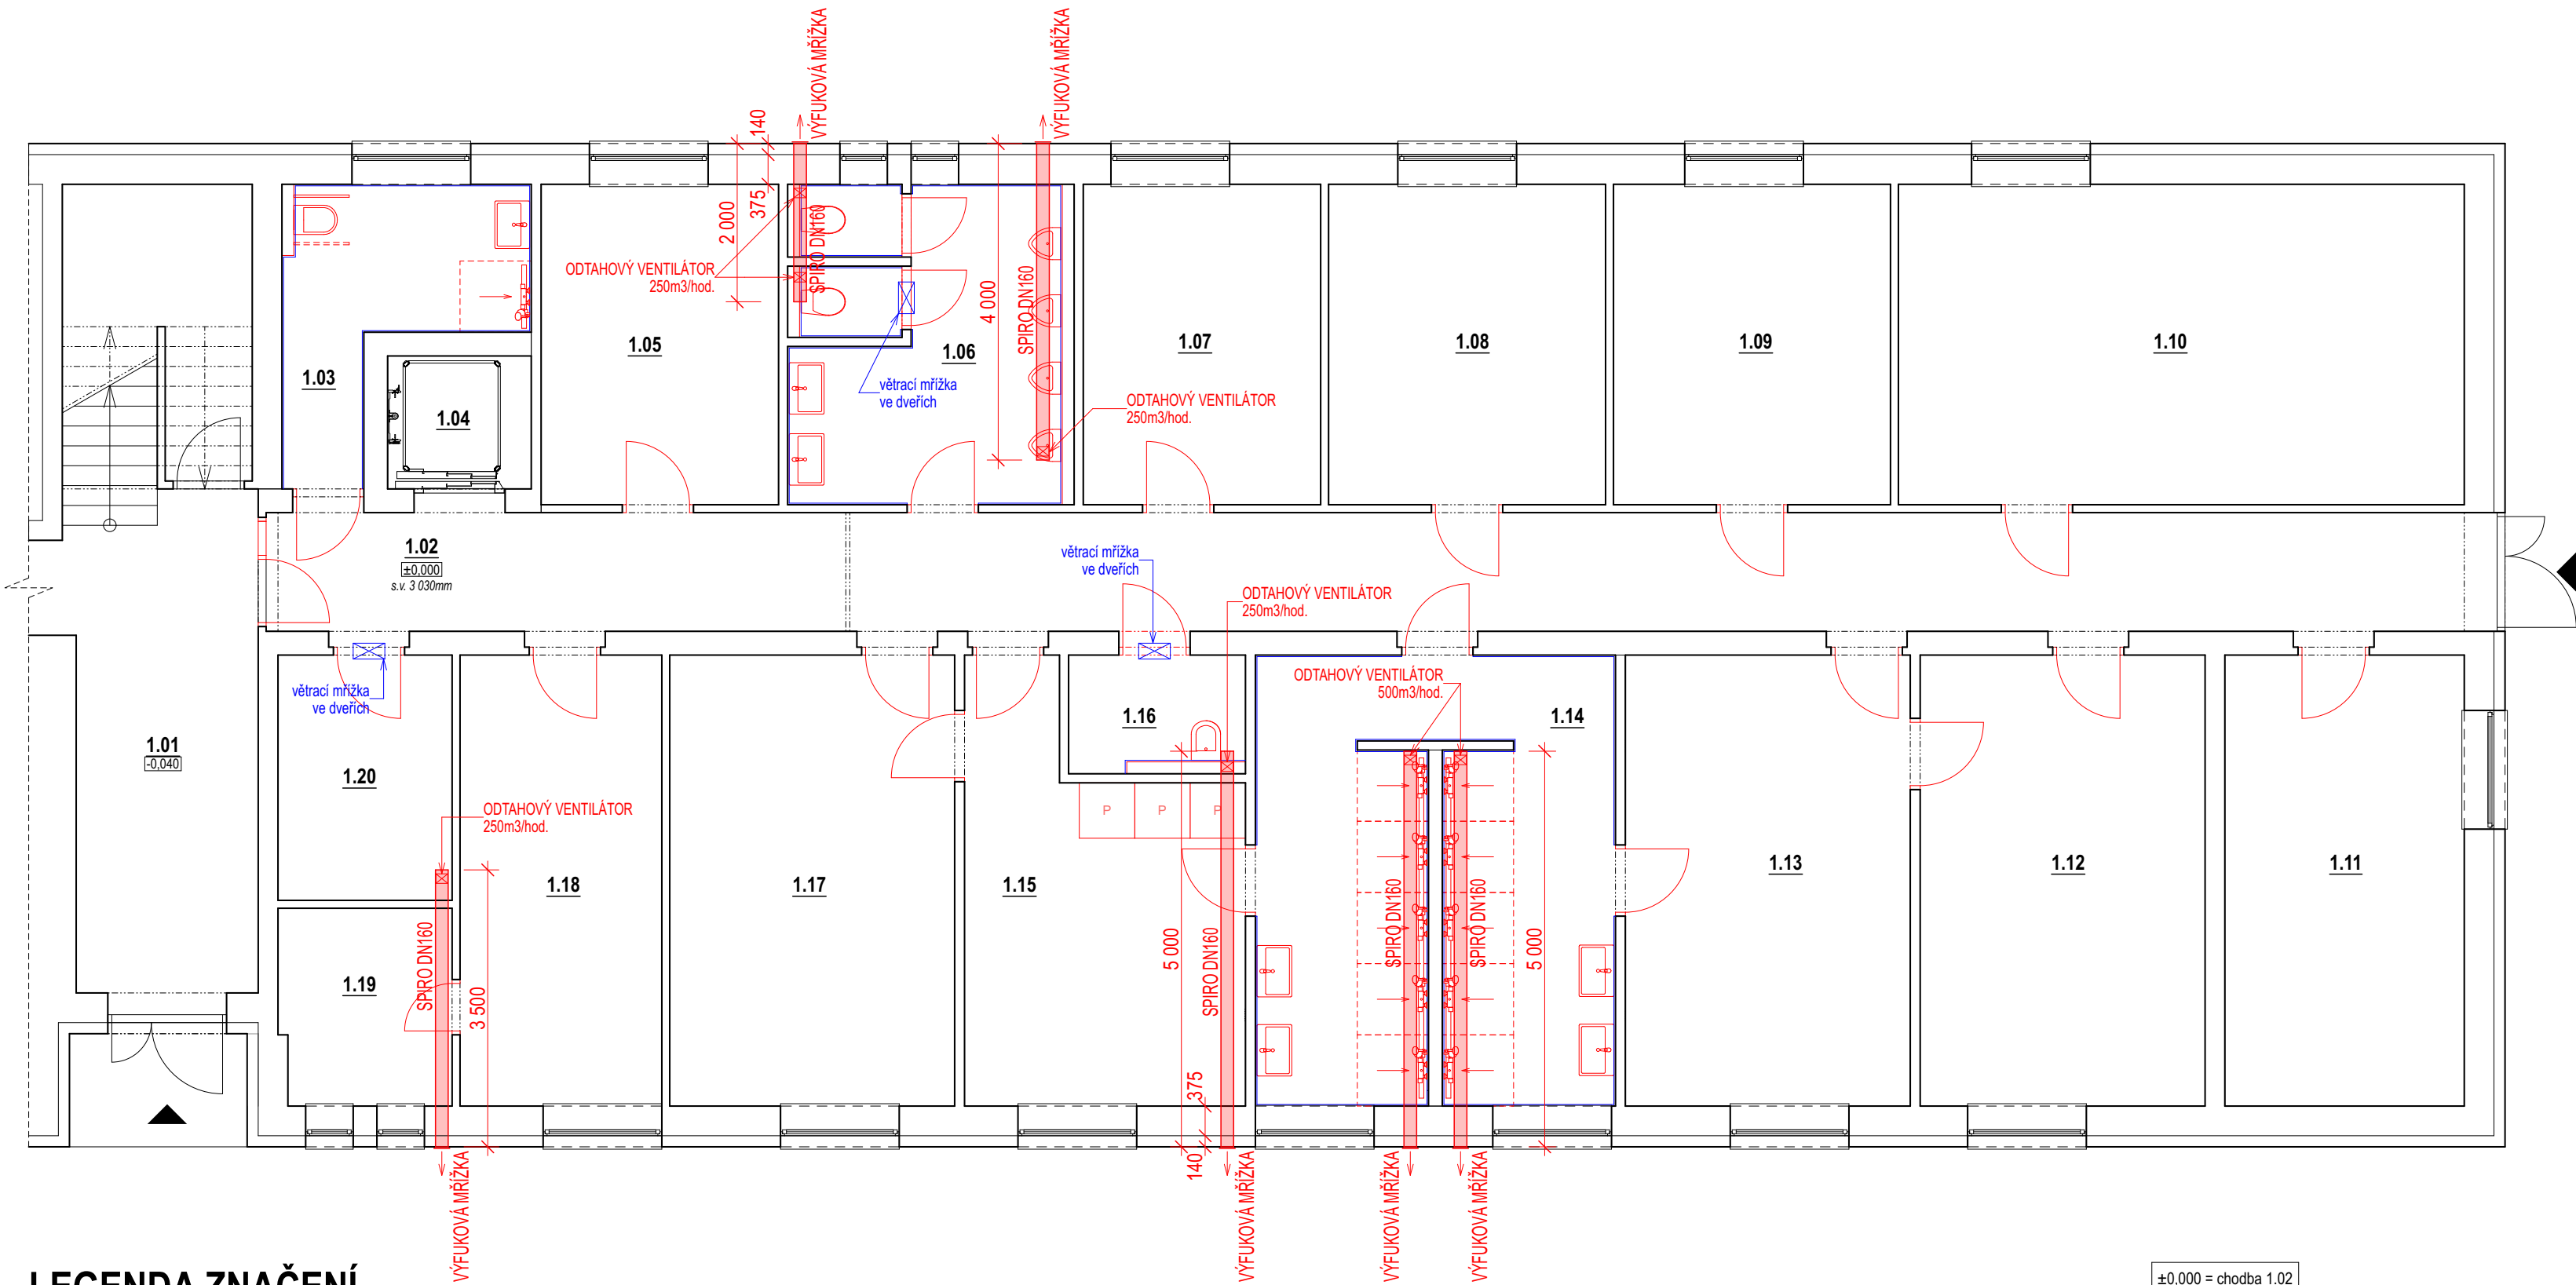 VÝFUKOVÁ MŘÍŽKA
VÝFUKOVÁ MŘÍŽKA
140
375
2 000
SPIRO DN160
ODTAHOVÝ VENTILÁTOR
250m3/hod.
4 000
SPIRO DN160
1.03
1.04
1.05
1.06
větrací mřížka
ve dveřích
ODTAHOVÝ VENTILÁTOR
250m3/hod.
1.07
1.08
1.09
1.10
1.02
±0,000
s.v. 3 030mm
větrací mřížka
ve dveřích
ODTAHOVÝ VENTILÁTOR
250m3/hod.
větrací mřížka
ve dveřích
ODTAHOVÝ VENTILÁTOR
500m3/hod.
1.01
-0,040
1.20
ODTAHOVÝ VENTILÁTOR
250m3/hod.
1.16
1.14
P
P
P
1.19
SPIRO DN160
3 500
1.18
1.17
1.15
5 000
SPIRO DN160
375
140
SPIRO DN160
SPIRO DN160
5 000
1.13
1.12
1.11
VÝFUKOVÁ MŘÍŽKA
VÝFUKOVÁ MŘÍŽKA
VÝFUKOVÁ MŘÍŽKA
VÝFUKOVÁ MŘÍŽKA
LEGENDA ZNAČENÍ
±0,000 = chodba 1.02